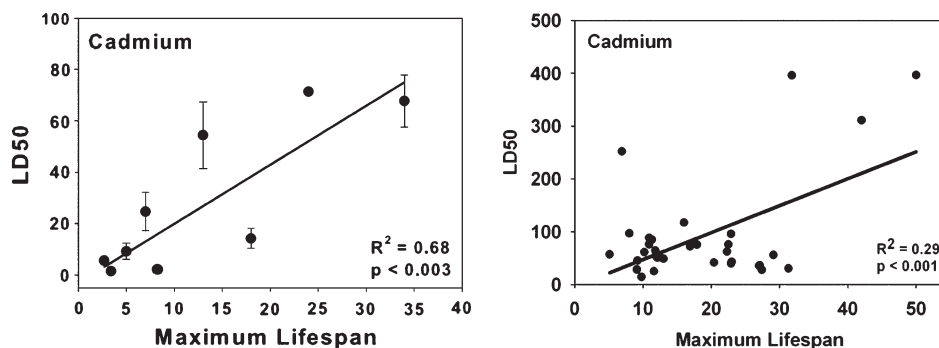 100
80
60
40
20
0
LD50
Cadmium
R² = 0.68
p < 0.003
0 5 10 15 20 25 30 35 40
Maximum Lifespan
500
400
300
200
100
0
LD50
Cadmium
R² = 0.29
p < 0.001
0 10 20 30 40 50
Maximum Lifespan